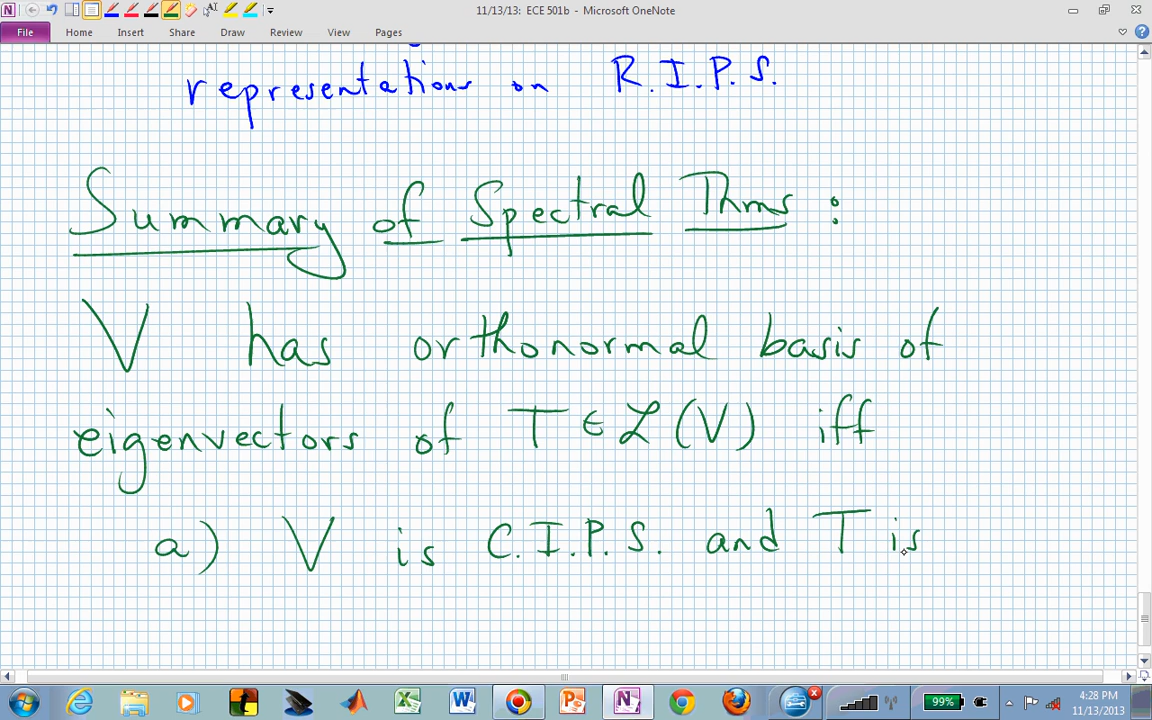 11/13/13: ECE 501b - Microsoft OneNote
File Home Insert Share Draw Review View Pages
representations on R.I.P.S.
Summary of Spectral Thms :
V has orthonormal basis of
eigenvectors of T ∈ ℒ(V) iff
a) V is C.I.P.S. and T is
99%
4:28 PM
11/13/2013